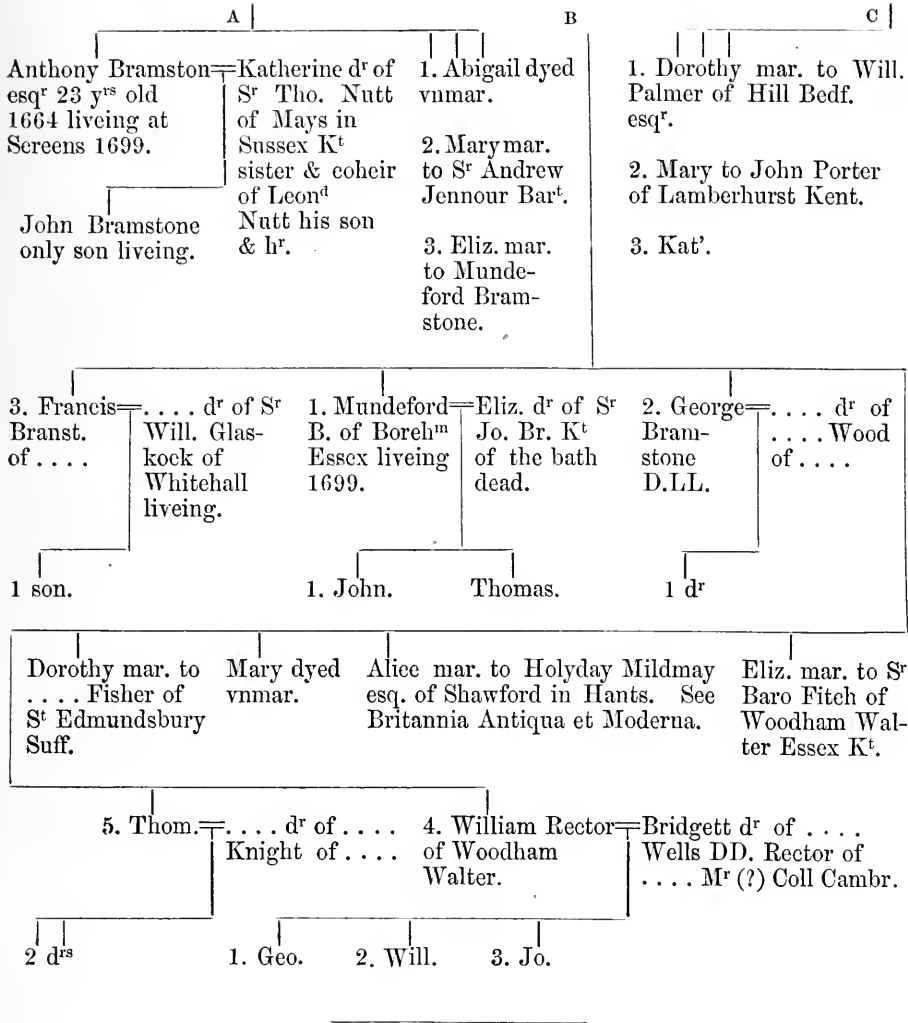 A B C
Anthony Bramston
esqʳ 23 yʳˢ old
1664 liveing at
Screens 1699.
Katherine dʳ of
Sʳ Tho. Nutt
of Mays in
Sussex Kᵗ
sister & coheir
of Leonᵈ
Nutt his son
& hʳ.
John Bramstone
only son liveing.
1. Abigail dyed
vnmar.
2. Mary mar.
to Sʳ Andrew
Jennour Barᵗ.
3. Eliz. mar.
to Munde-
ford Bram-
stone.
1. Dorothy mar. to Will.
Palmer of Hill Bedf.
esqʳ.
2. Mary to John Porter
of Lamberhurst Kent.
3. Kat'.
3. Francis
Branst.
of . . . .
. . . . dʳ of Sʳ
Will. Glas-
kock of
Whitehall
liveing.
1 son.
1. Mundeford
B. of Borehᵐ
Essex liveing
1699.
Eliz. dʳ of Sʳ
Jo. Br. Kᵗ
of the bath
dead.
1. John. Thomas.
2. George
Bram-
stone
D.LL.
. . . . dʳ of
. . . . Wood
of . . . .
1 dʳ
Dorothy mar. to
. . . . Fisher of
Sᵗ Edmundsbury
Suff.
Mary dyed
vnmar.
Alice mar. to Holyday Mildmay
esq. of Shawford in Hants. See
Britannia Antiqua et Moderna.
Eliz. mar. to Sʳ
Baro Fitch of
Woodham Wal-
ter Essex Kᵗ.
5. Thom.
. . . . dʳ of . . . .
Knight of . . . .
2 dʳˢ
4. William Rector
of Woodham
Walter.
Bridgett dʳ of . . . .
Wells DD. Rector of
. . . . Mʳ (?) Coll Cambr.
1. Geo. 2. Will. 3. Jo.